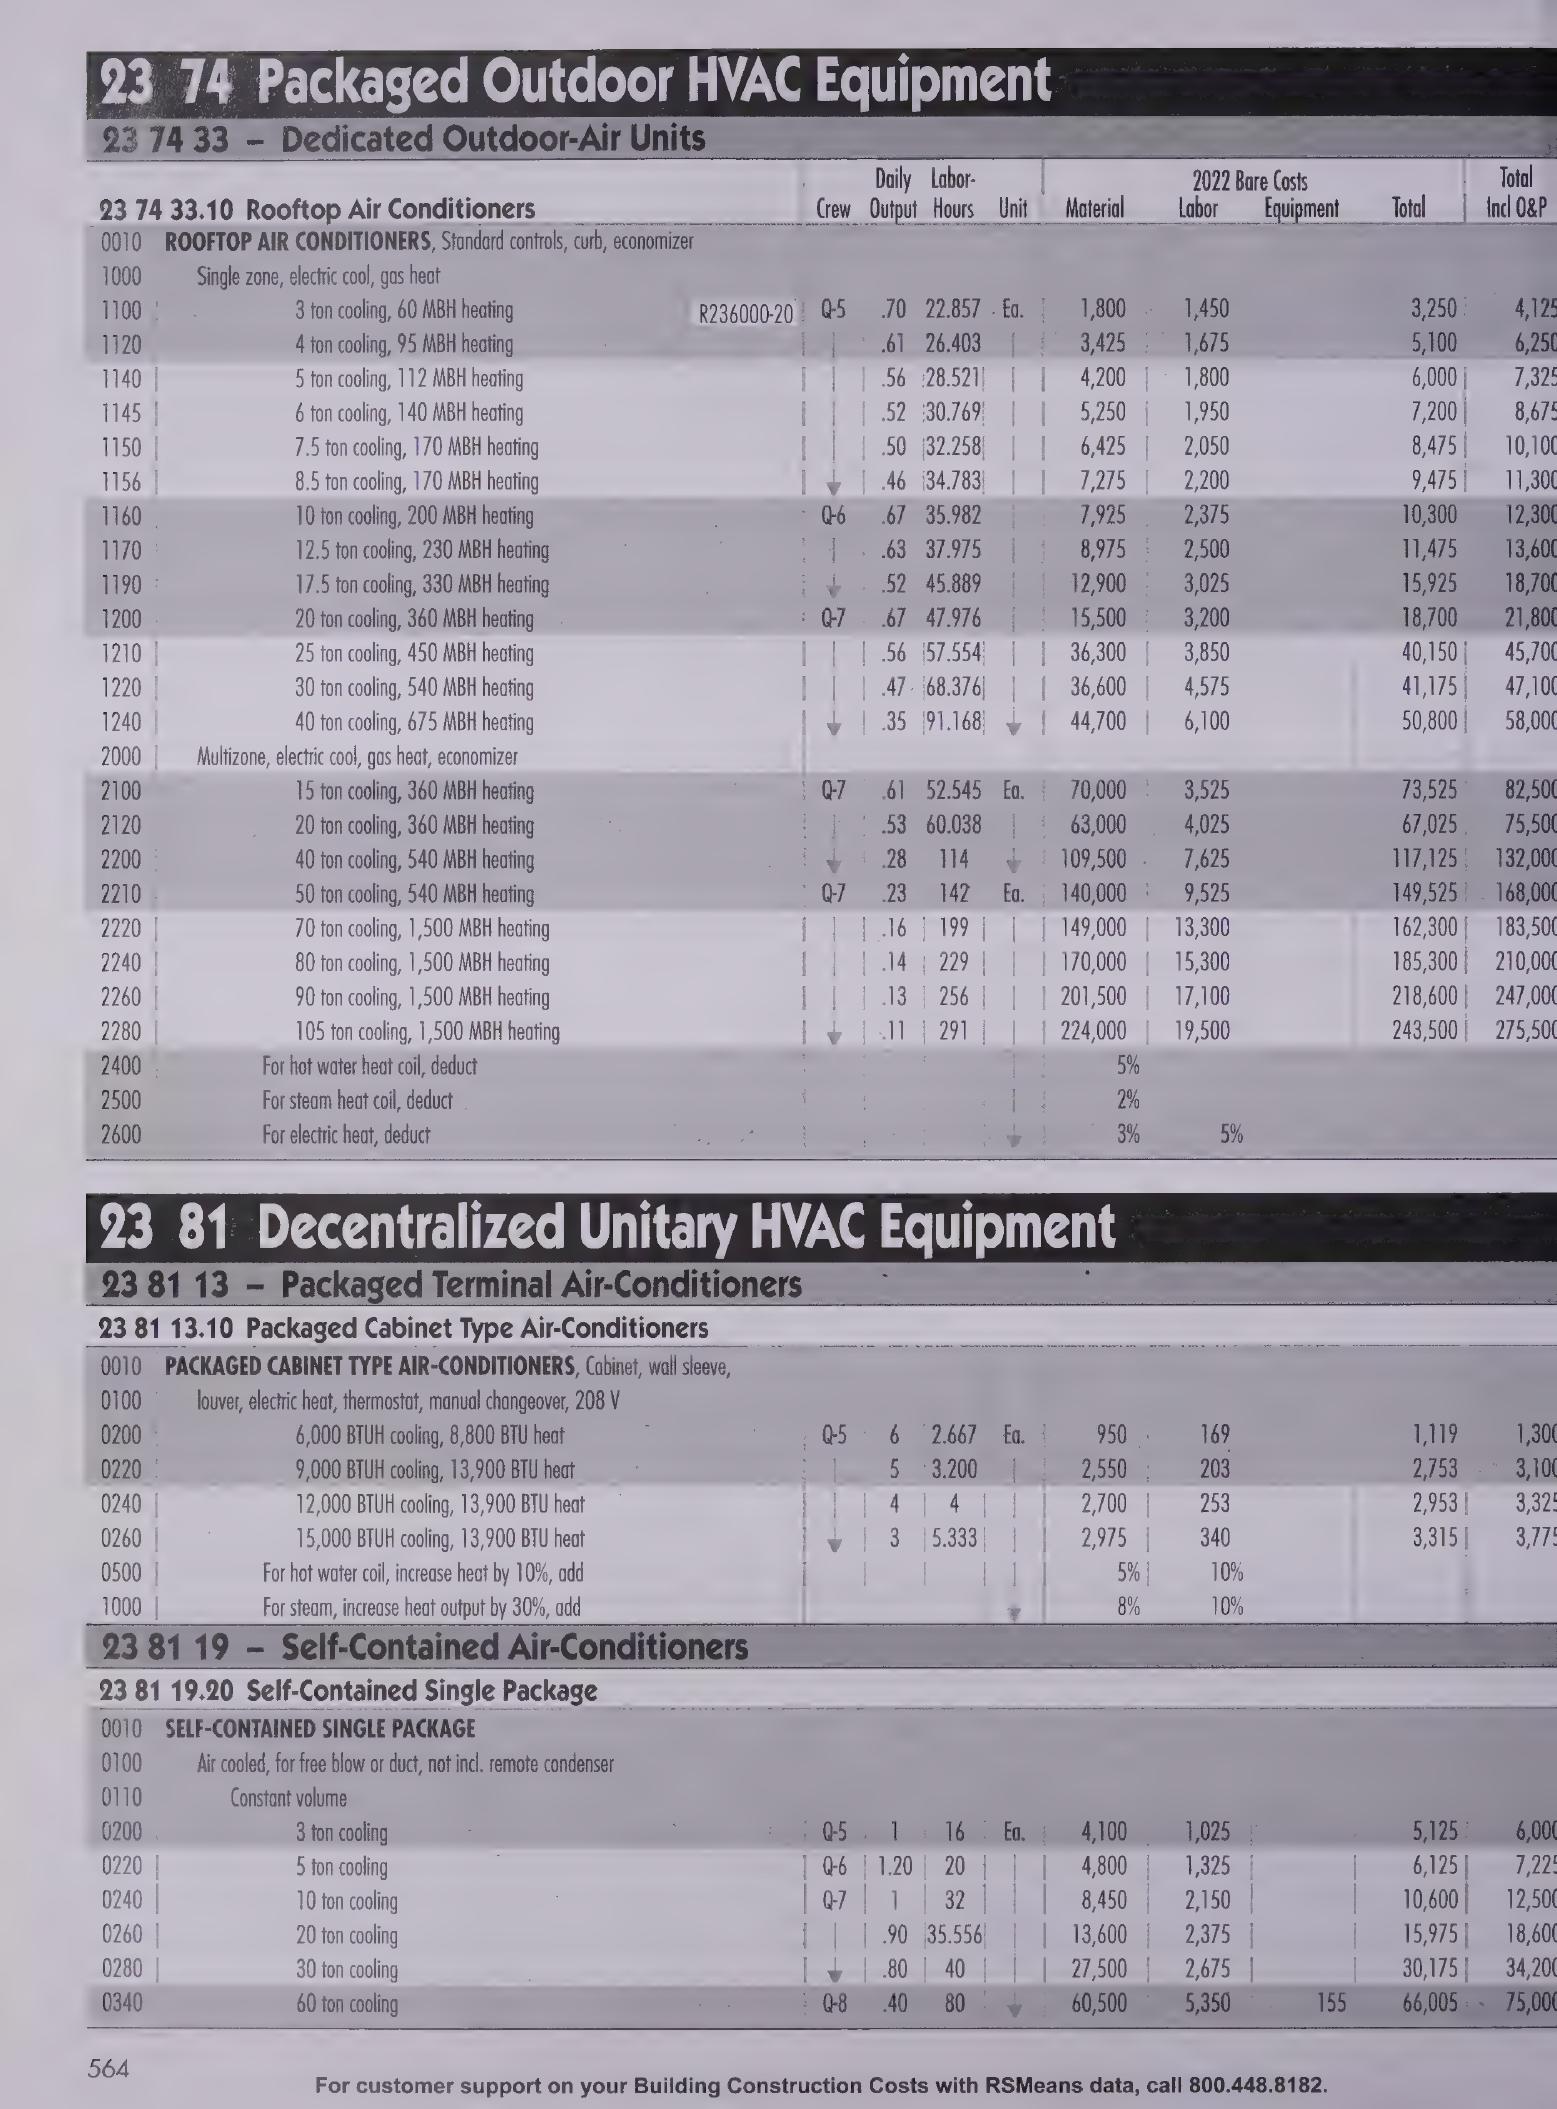 23 74 Packaged Outdoor HVAC Equipment
23 74 33 – Dedicated Outdoor-Air Units
Daily Labor- 2022 Bare Costs Total
23 74 33.10 Rooftop Air Conditioners Crew Output Hours Unit Material Labor Equipment Total Incl O&P
0010 ROOFTOP AIR CONDITIONERS, Standard controls, curb, economizer
1000 Single zone, electric cool, gas heat
1100 3 ton cooling, 60 MBH heating R236000-20 Q-5 .70 22.857 Ea. 1,800 1,450 3,250 4,125
1120 4 ton cooling, 95 MBH heating .61 26.403 3,425 1,675 5,100 6,250
1140 5 ton cooling, 112 MBH heating .56 28.521 4,200 1,800 6,000 7,325
1145 6 ton cooling, 140 MBH heating .52 30.769 5,250 1,950 7,200 8,675
1150 7.5 ton cooling, 170 MBH heating .50 32.258 6,425 2,050 8,475 10,100
1156 8.5 ton cooling, 170 MBH heating .46 34.783 7,275 2,200 9,475 11,300
1160 10 ton cooling, 200 MBH heating Q-6 .67 35.982 7,925 2,375 10,300 12,300
1170 12.5 ton cooling, 230 MBH heating .63 37.975 8,975 2,500 11,475 13,600
1190 17.5 ton cooling, 330 MBH heating .52 45.889 12,900 3,025 15,925 18,700
1200 20 ton cooling, 360 MBH heating Q-7 .67 47.976 15,500 3,200 18,700 21,800
1210 25 ton cooling, 450 MBH heating .56 57.554 36,300 3,850 40,150 45,700
1220 30 ton cooling, 540 MBH heating .47 68.376 36,600 4,575 41,175 47,100
1240 40 ton cooling, 675 MBH heating .35 91.168 44,700 6,100 50,800 58,000
2000 Multizone, electric cool, gas heat, economizer
2100 15 ton cooling, 360 MBH heating Q-7 .61 52.545 Ea. 70,000 3,525 73,525 82,500
2120 20 ton cooling, 360 MBH heating .53 60.038 63,000 4,025 67,025 75,500
2200 40 ton cooling, 540 MBH heating .28 114 109,500 7,625 117,125 132,000
2210 50 ton cooling, 540 MBH heating Q-7 .23 142 Ea. 140,000 9,525 149,525 168,000
2220 70 ton cooling, 1,500 MBH heating .16 199 149,000 13,300 162,300 183,500
2240 80 ton cooling, 1,500 MBH heating .14 229 170,000 15,300 185,300 210,000
2260 90 ton cooling, 1,500 MBH heating .13 256 201,500 17,100 218,600 247,000
2280 105 ton cooling, 1,500 MBH heating .11 291 224,000 19,500 243,500 275,500
2400 For hot water heat coil, deduct 5%
2500 For steam heat coil, deduct 2%
2600 For electric heat, deduct 3% 5%
23 81 Decentralized Unitary HVAC Equipment
23 81 13 – Packaged Terminal Air-Conditioners
23 81 13.10 Packaged Cabinet Type Air-Conditioners
0010 PACKAGED CABINET TYPE AIR-CONDITIONERS, Cabinet, wall sleeve,
0100 louver, electric heat, thermostat, manual changeover, 208 V
0200 6,000 BTUH cooling, 8,800 BTU heat Q-5 6 2.667 Ea. 950 169 1,119 1,300
0220 9,000 BTUH cooling, 13,900 BTU heat 5 3.200 2,550 203 2,753 3,100
0240 12,000 BTUH cooling, 13,900 BTU heat 4 4 2,700 253 2,953 3,325
0260 15,000 BTUH cooling, 13,900 BTU heat 3 5.333 2,975 340 3,315 3,775
0500 For hot water coil, increase heat by 10%, add 5% 10%
1000 For steam, increase heat output by 30%, add 8% 10%
23 81 19 – Self-Contained Air-Conditioners
23 81 19.20 Self-Contained Single Package
0010 SELF-CONTAINED SINGLE PACKAGE
0100 Air cooled, for free blow or duct, not incl. remote condenser
0110 Constant volume
0200 3 ton cooling Q-5 1 16 Ea. 4,100 1,025 5,125 6,000
0220 5 ton cooling Q-6 1.20 20 4,800 1,325 6,125 7,225
0240 10 ton cooling Q-7 1 32 8,450 2,150 10,600 12,500
0260 20 ton cooling .90 35.556 13,600 2,375 15,975 18,600
0280 30 ton cooling .80 40 27,500 2,675 30,175 34,200
0340 60 ton cooling Q-8 .40 80 60,500 5,350 155 66,005 75,000
564
For customer support on your Building Construction Costs with RSMeans data, call 800.448.8182.